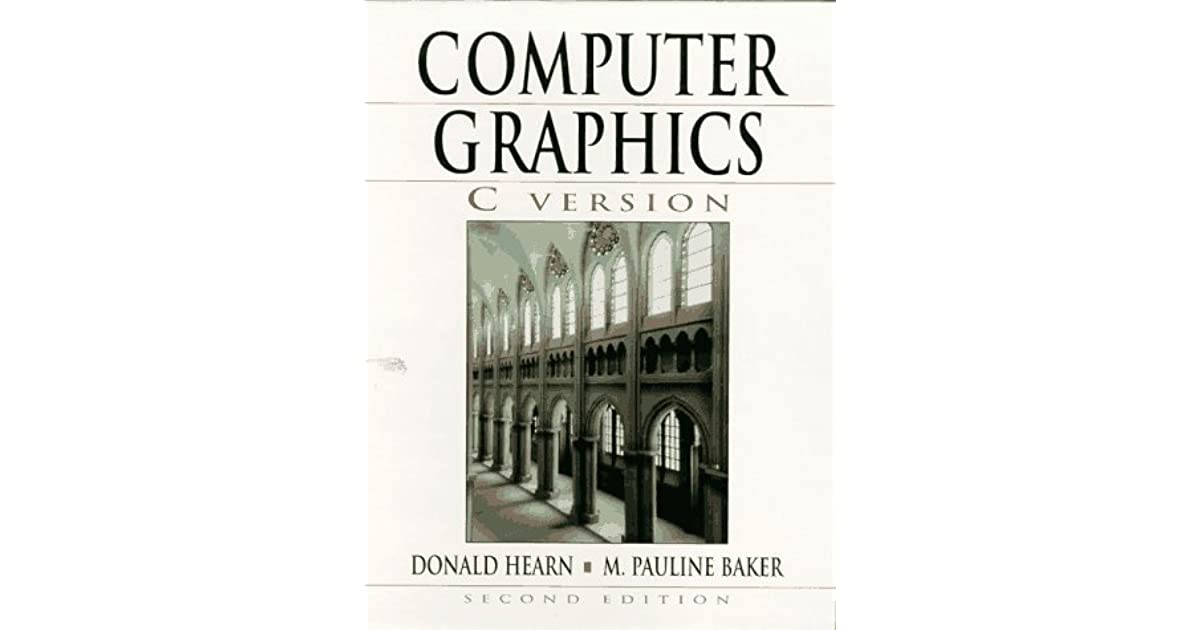 COMPUTER
GRAPHICS
C VERSION
DONALD HEARN ■ M. PAULINE BAKER
SECOND EDITION